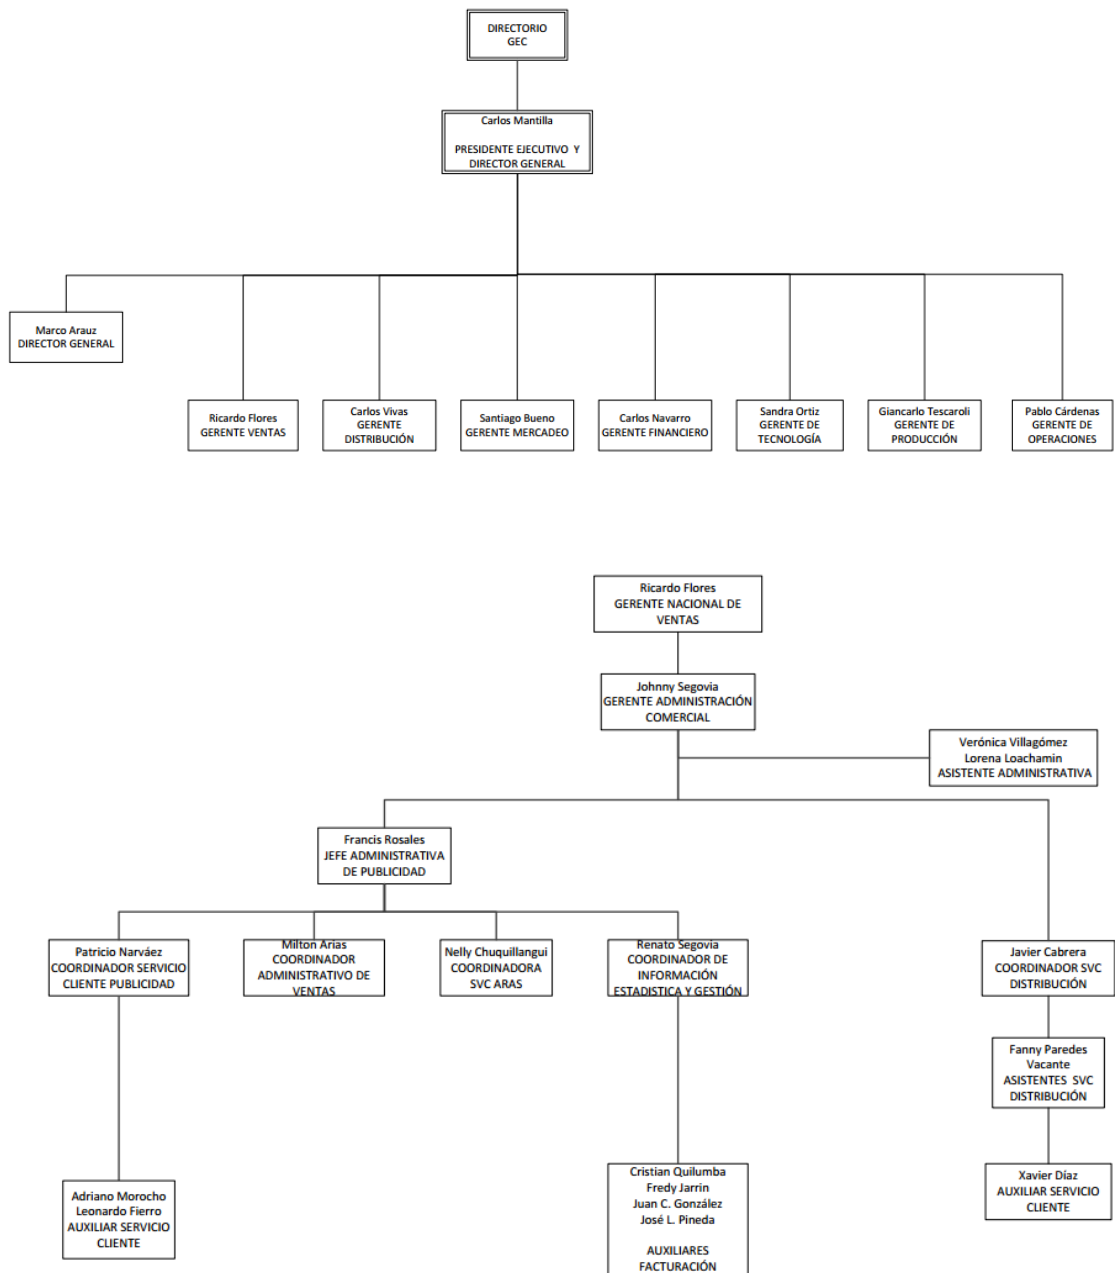 DIRECTORIO
GEC
Carlos Mantilla
PRESIDENTE EJECUTIVO Y
DIRECTOR GENERAL
Marco Arauz
DIRECTOR GENERAL
Ricardo Flores
GERENTE VENTAS
Carlos Vivas
GERENTE
DISTRIBUCIÓN
Santiago Bueno
GERENTE MERCADEO
Carlos Navarro
GERENTE FINANCIERO
Sandra Ortiz
GERENTE DE
TECNOLOGÍA
Giancarlo Tescaroli
GERENTE DE
PRODUCCIÓN
Pablo Cárdenas
GERENTE DE
OPERACIONES
Ricardo Flores
GERENTE NACIONAL DE
VENTAS
Johnny Segovia
GERENTE ADMINISTRACIÓN
COMERCIAL
Verónica Villagómez
Lorena Loachamin
ASISTENTE ADMINISTRATIVA
Francis Rosales
JEFE ADMINISTRATIVA
DE PUBLICIDAD
Patricio Narváez
COORDINADOR SERVICIO
CLIENTE PUBLICIDAD
Milton Arias
COORDINADOR
ADMINISTRATIVO DE
VENTAS
Nelly Chuquillangui
COORDINADORA
SVC ARAS
Renato Segovia
COORDINADOR DE
INFORMACIÓN
ESTADISTICA Y GESTIÓN
Javier Cabrera
COORDINADOR SVC
DISTRIBUCIÓN
Fanny Paredes
Vacante
ASISTENTES SVC
DISTRIBUCIÓN
Adriano Morocho
Leonardo Fierro
AUXILIAR SERVICIO
CLIENTE
Cristian Quilumba
Fredy Jarrin
Juan C. González
José L. Pineda
AUXILIARES
FACTURACIÓN
Xavier Díaz
AUXILIAR SERVICIO
CLIENTE